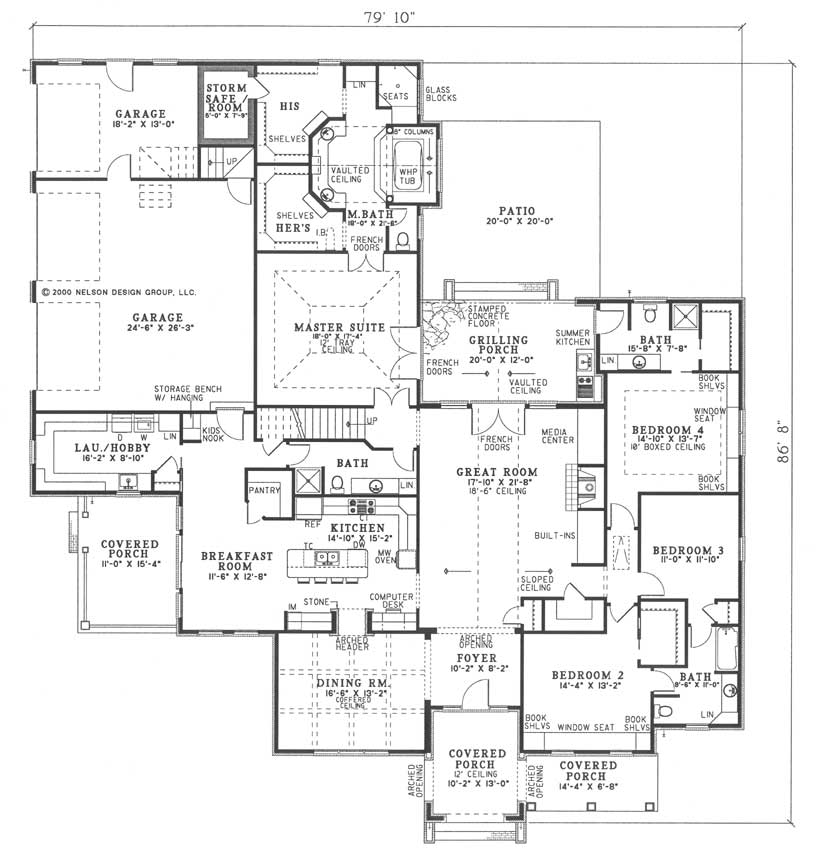 79' 10"
86' 8"
GARAGE
18'-2" X 13'-0"
STORM
SAFE
ROOM
5'-0" X 7'-9"
UP
HIS
SHELVES
LIN
SEATS
GLASS
BLOCKS
8" COLUMNS
VAULTED
CEILING
WHP
TUB
SHELVES
HER'S
I.B.
M.BATH
18'-0" X 21'-8"
FRENCH
DOORS
PATIO
20'-0" X 20'-0"
© 2000 NELSON DESIGN GROUP, LLC.
GARAGE
24'-6" X 26'-3"
STORAGE BENCH
W/ HANGING
MASTER SUITE
18'-0" X 17'-4"
12' TRAY
CEILING
STAMPED
CONCRETE
FLOOR
GRILLING
PORCH
20'-0" X 12'-0"
SUMMER
KITCHEN
FRENCH
DOORS
VAULTED
CEILING
BATH
15'-8" X 7'-8"
LIN
BOOK
SHLVS
WINDOW
SEAT
BEDROOM 4
14'-10" X 13'-7"
10' BOXED CEILING
BOOK
SHLVS
D
W
LIN
LAU./HOBBY
16'-2" X 8'-10"
KIDS
NOOK
UP
BATH
LIN
FRENCH
DOORS
MEDIA
CENTER
GREAT ROOM
17'-10" X 21'-8"
18'-6" CEILING
BUILT-INS
SLOPED
CEILING
PANTRY
REF
CT
KITCHEN
14'-10" X 15'-2"
TC
DW
MW
OVEN
BREAKFAST
ROOM
11'-6" X 12'-8"
COVERED
PORCH
11'-0" X 15'-4"
IM
STONE
COMPUTER
DESK
ARCHED
HEADER
BEDROOM 3
11'-0" X 11'-10"
ARCHED
OPENING
FOYER
10'-2" X 8'-2"
DINING RM.
16'-6" X 13'-2"
COFFERED
CEILING
BEDROOM 2
14'-4" X 13'-2"
BATH
8'-6" X 11'-0"
LIN
BOOK
SHLVS
WINDOW SEAT
BOOK
SHLVS
ARCHED
OPENING
COVERED
PORCH
12' CEILING
10'-2" X 13'-0"
ARCHED
OPENING
COVERED
PORCH
14'-4" X 6'-8"